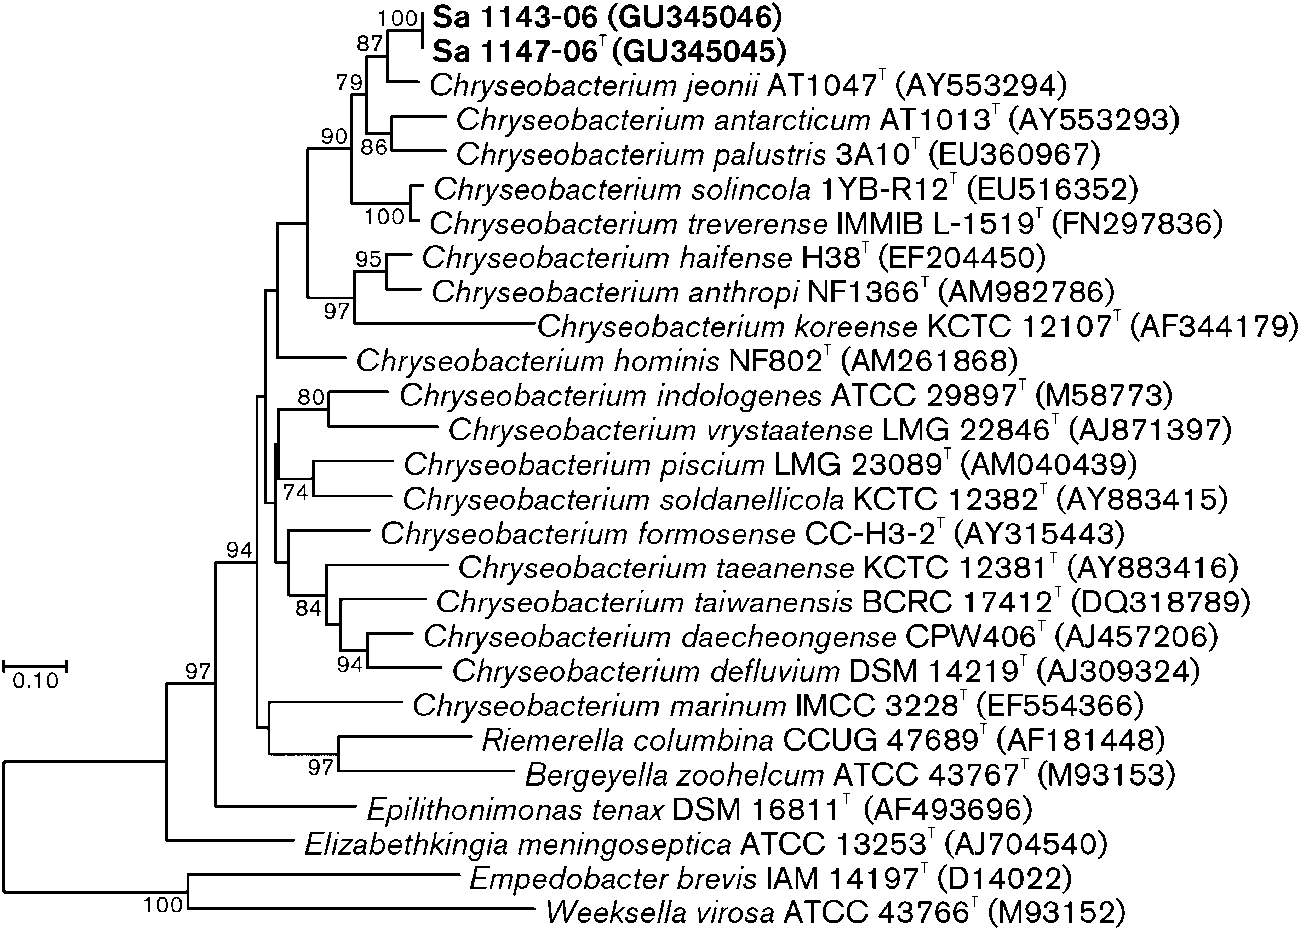 100
Sa 1143-06 (GU345046)
87
Sa 1147-06T (GU345045)
79
Chryseobacterium jeonii AT1047T (AY553294)
Chryseobacterium antarcticum AT1013T (AY553293)
90
86
Chryseobacterium palustris 3A10T (EU360967)
Chryseobacterium solincola 1YB-R12T (EU516352)
100
Chryseobacterium treverense IMMIB L-1519T (FN297836)
95
Chryseobacterium haifense H38T (EF204450)
Chryseobacterium anthropi NF1366T (AM982786)
97
Chryseobacterium koreense KCTC 12107T (AF344179)
Chryseobacterium hominis NF802T (AM261868)
80
Chryseobacterium indologenes ATCC 29897T (M58773)
Chryseobacterium vrystaatense LMG 22846T (AJ871397)
Chryseobacterium piscium LMG 23089T (AM040439)
74
Chryseobacterium soldanellicola KCTC 12382T (AY883415)
Chryseobacterium formosense CC-H3-2T (AY315443)
94
Chryseobacterium taeanense KCTC 12381T (AY883416)
84
Chryseobacterium taiwanensis BCRC 17412T (DQ318789)
Chryseobacterium daecheongense CPW406T (AJ457206)
94
Chryseobacterium defluvium DSM 14219T (AJ309324)
97
0.10
Chryseobacterium marinum IMCC 3228T (EF554366)
Riemerella columbina CCUG 47689T (AF181448)
97
Bergeyella zoohelcum ATCC 43767T (M93153)
Epilithonimonas tenax DSM 16811T (AF493696)
Elizabethkingia meningoseptica ATCC 13253T (AJ704540)
Empedobacter brevis IAM 14197T (D14022)
100
Weeksella virosa ATCC 43766T (M93152)